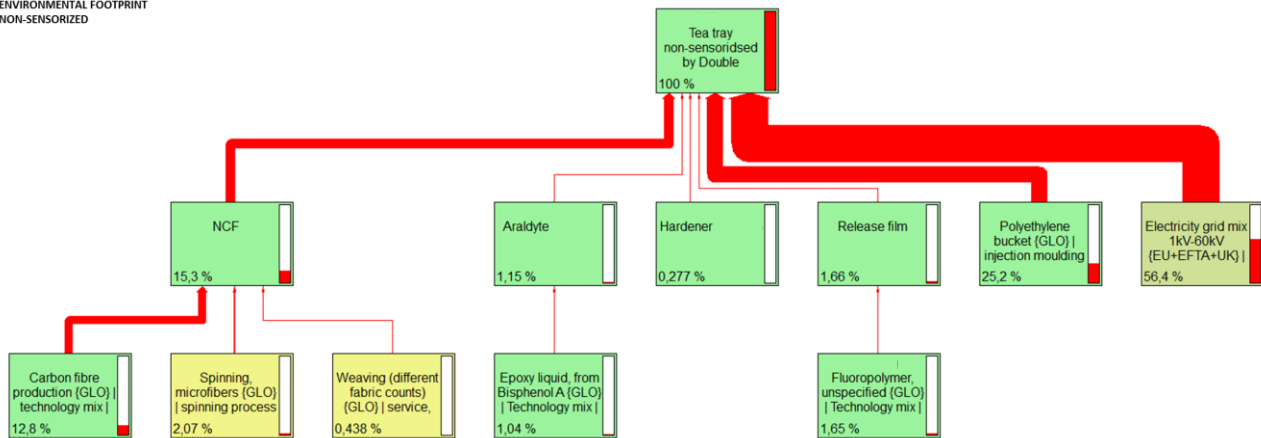 ENVIRONMENTAL FOOTPRINT
NON-SENSORIZED
Tea tray
non-sensoridsed
by Double
100 %
NCF
15,3 %
Araldyte
1,15 %
Hardener
0,277 %
Release film
1,66 %
Polyethylene
bucket {GLO} |
injection moulding
25,2 %
Electricity grid mix
1kV-60kV
{EU+EFTA+UK} |
56,4 %
Carbon fibre
production {GLO} |
technology mix |
12,8 %
Spinning,
microfibers {GLO}
| spinning process
2,07 %
Weaving (different
fabric counts)
{GLO} | service,
0,438 %
Epoxy liquid, from
Bisphenol A {GLO}
| Technology mix |
1,04 %
Fluoropolymer,
unspecified {GLO}
| Technology mix |
1,65 %